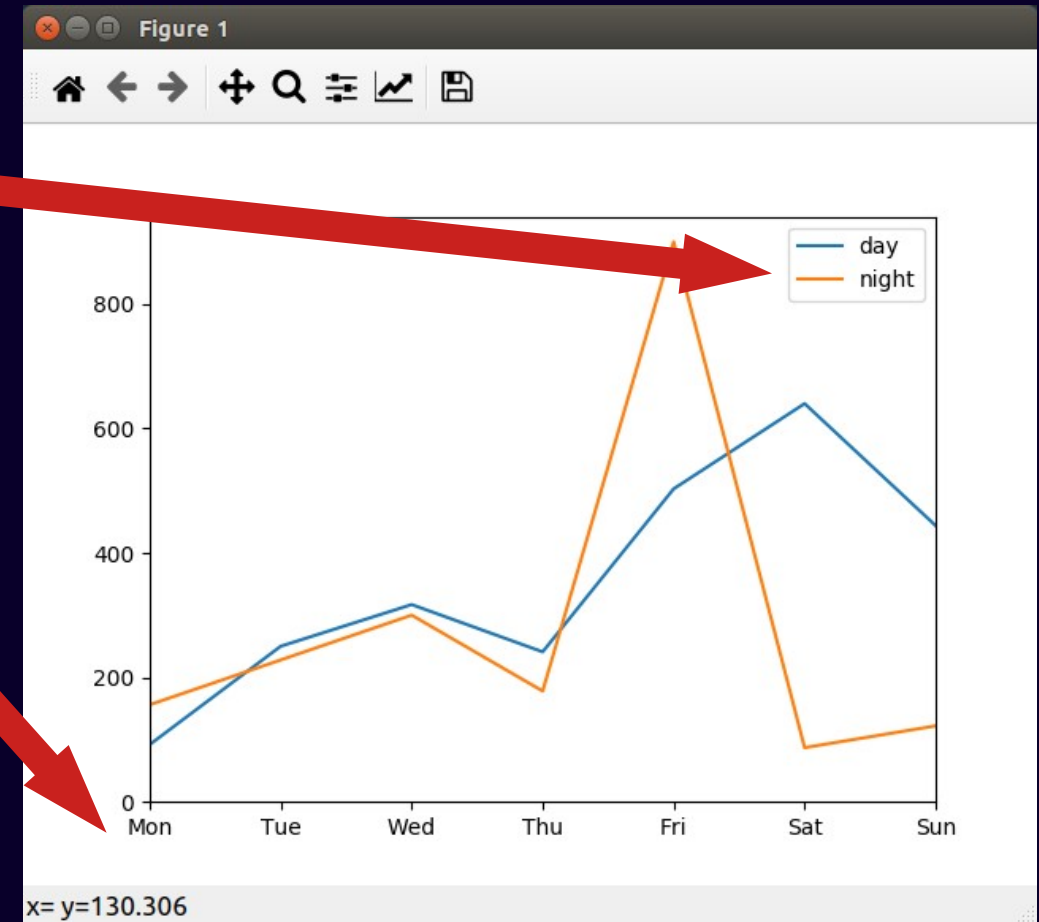 Figure 1
day
night
800
600
400
200
0
Mon Tue Wed Thu Fri Sat Sun
x= y=130.306